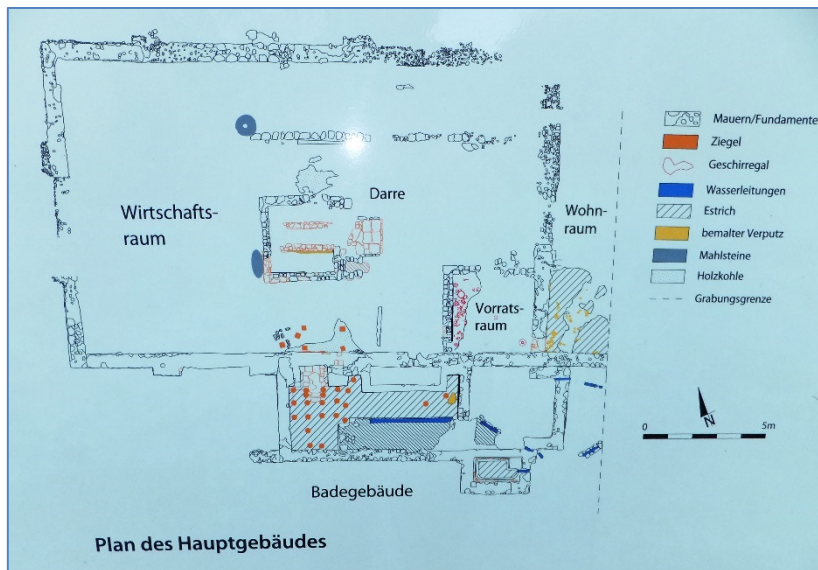 Wirtschafts-
raum
Darre
Wohn-
raum
Vorrats-
raum
Badegebäude
Plan des Hauptgebäudes
Mauern/Fundamente
Ziegel
Geschirregal
Wasserleitungen
Estrich
bemalter Verputz
Mahlsteine
Holzkohle
Grabungsgrenze
N
0 5m